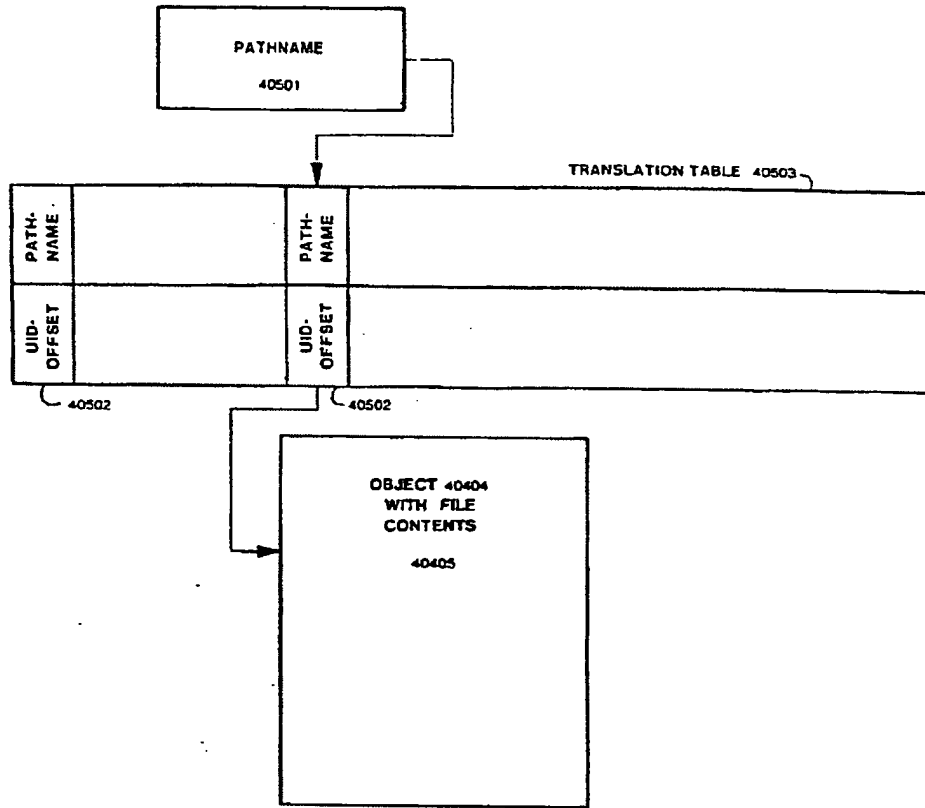 PATHNAME
40501
TRANSLATION TABLE 40503
PATH-
NAME
PATH-
NAME
UID-
OFFSET
UID-
OFFSET
40502
40502
OBJECT 40404
WITH FILE
CONTENTS
40405